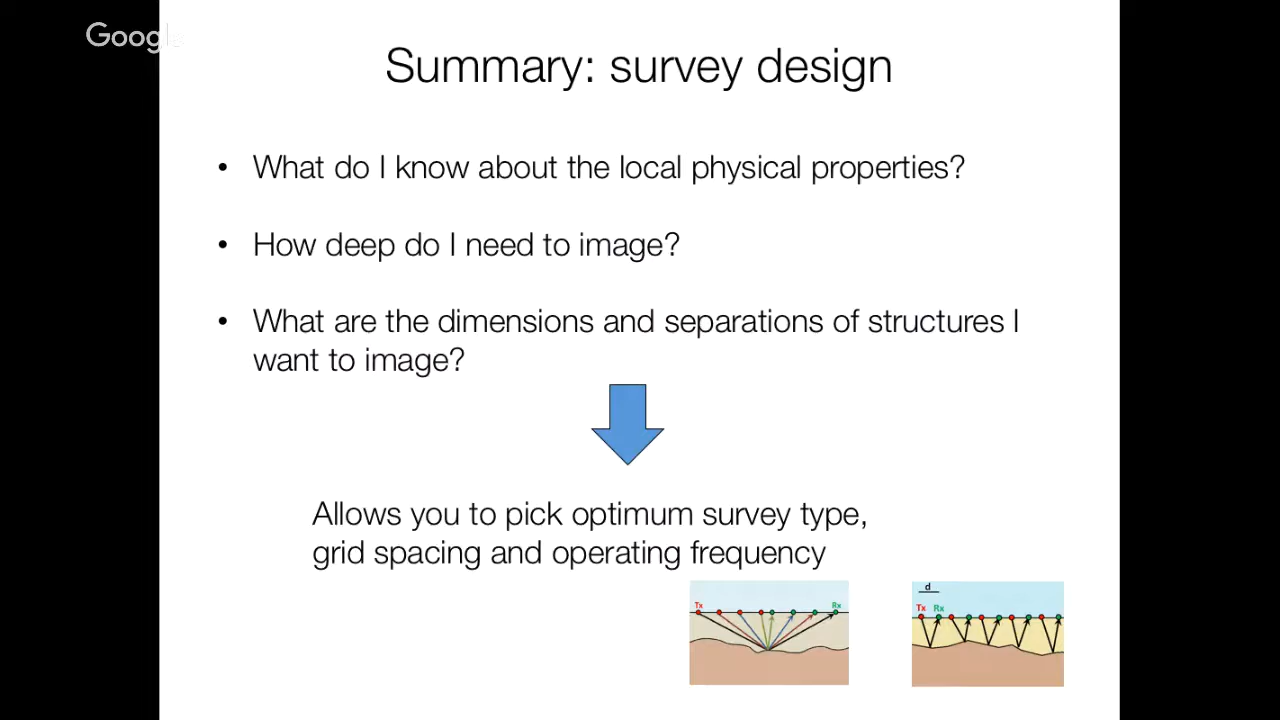 Google
Summary: survey design
• What do I know about the local physical properties?
• How deep do I need to image?
• What are the dimensions and separations of structures I
want to image?
Allows you to pick optimum survey type,
grid spacing and operating frequency
Tx Rx
d
Tx Rx